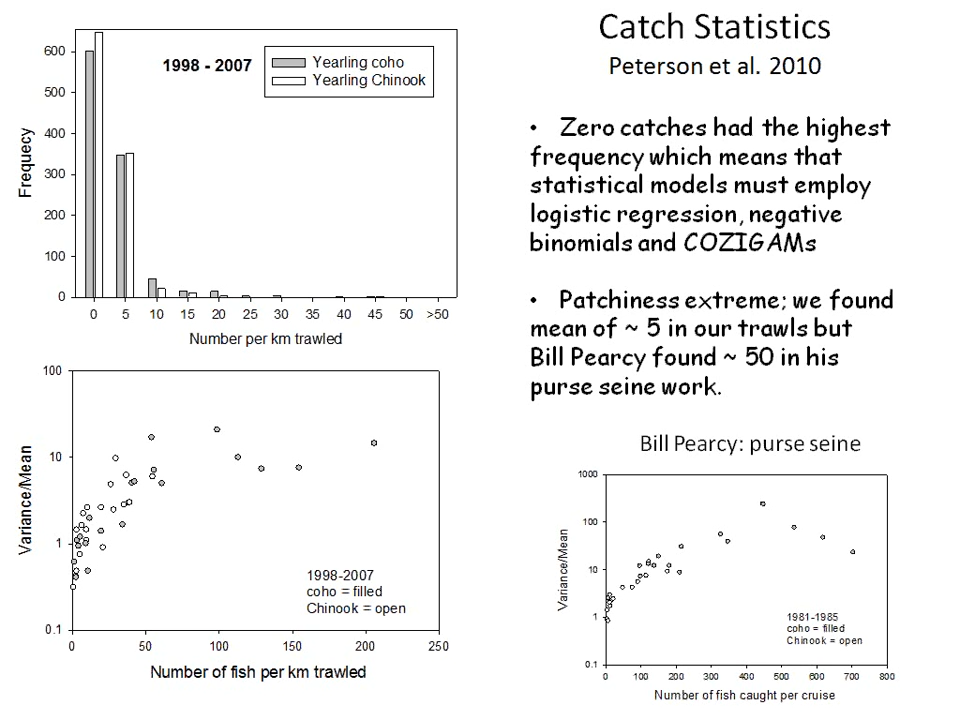 Catch Statistics
Peterson et al. 2010
• Zero catches had the highest
frequency which means that
statistical models must employ
logistic regression, negative
binomials and COZIGAMs
• Patchiness extreme; we found
mean of ~ 5 in our trawls but
Bill Pearcy found ~ 50 in his
purse seine work.
1998 - 2007
Yearling coho
Yearling Chinook
Frequecy
600
500
400
300
200
100
0
0 5 10 15 20 25 30 35 40 45 50 >50
Number per km trawled
Variance/Mean
100
10
1
0.1
1998-2007
coho = filled
Chinook = open
0 50 100 150 200 250
Number of fish per km trawled
Bill Pearcy: purse seine
Variance/Mean
1000
100
10
1
0.1
1981-1985
coho = filled
Chinook = open
0 100 200 300 400 500 600 700 800
Number of fish caught per cruise